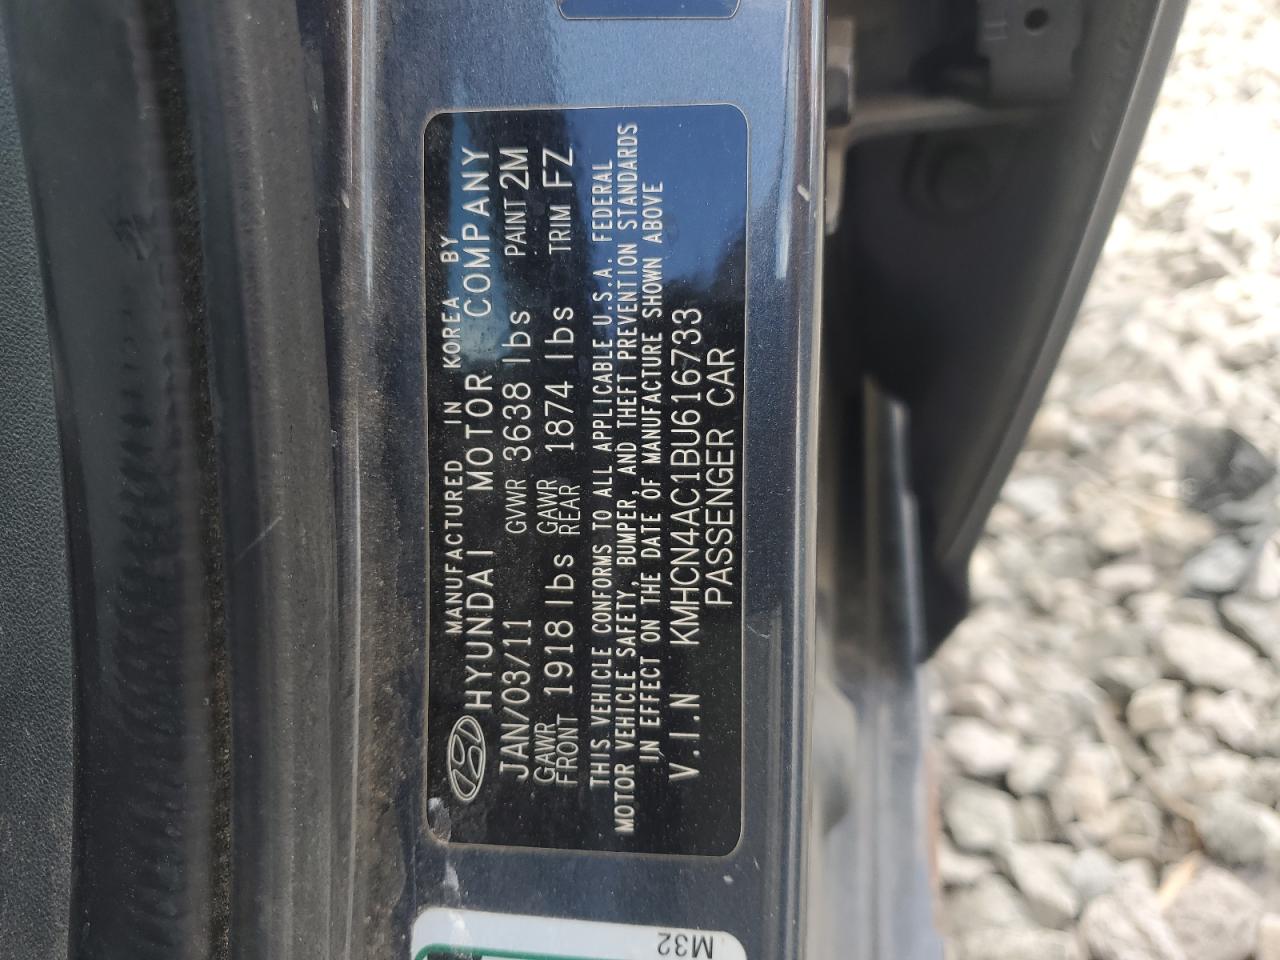 MANUFACTURED IN KOREA BY
HYUNDAI MOTOR COMPANY
JAN/03/11 GVWR 3638 lbs PAINT 2M
GAWR FRONT 1918 lbs GAWR REAR 1874 lbs TRIM FZ
THIS VEHICLE CONFORMS TO ALL APPLICABLE U.S.A. FEDERAL
MOTOR VEHICLE SAFETY, BUMPER, AND THEFT PREVENTION STANDARDS
IN EFFECT ON THE DATE OF MANUFACTURE SHOWN ABOVE
V.I.N KMHCN4AC1BU616733
PASSENGER CAR
M32